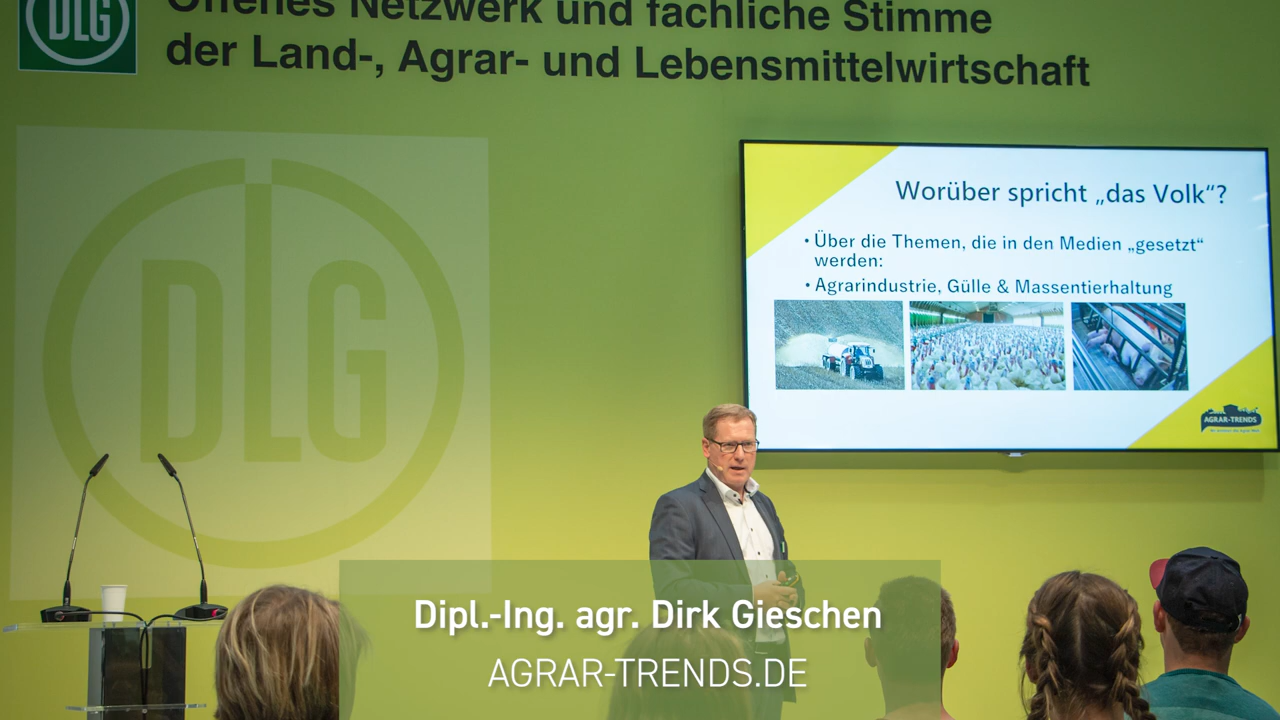 DLG
Offenes Netzwerk und fachliche Stimme
der Land-, Agrar- und Lebensmittelwirtschaft
DLG
Worüber spricht „das Volk“?
• Über die Themen, die in den Medien „gesetzt“
werden:
• Agrarindustrie, Gülle & Massentierhaltung
AGRAR-TRENDS
Dipl.-Ing. agr. Dirk Gieschen
AGRAR-TRENDS.DE